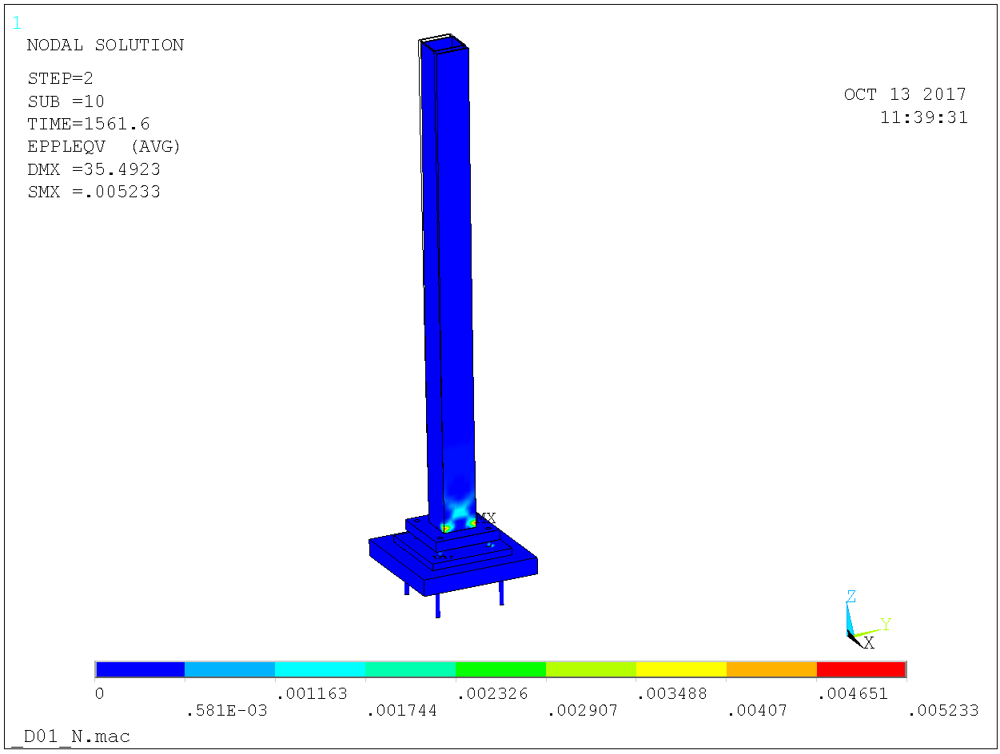 1
NODAL SOLUTION
STEP=2
SUB =10
TIME=1561.6
EPPLEQV (AVG)
DMX =35.4923
SMX =.005233
OCT 13 2017
11:39:31
MX
Z
Y
X
0
.581E-03
.001163
.001744
.002326
.002907
.003488
.00407
.004651
.005233
_D01_N.mac